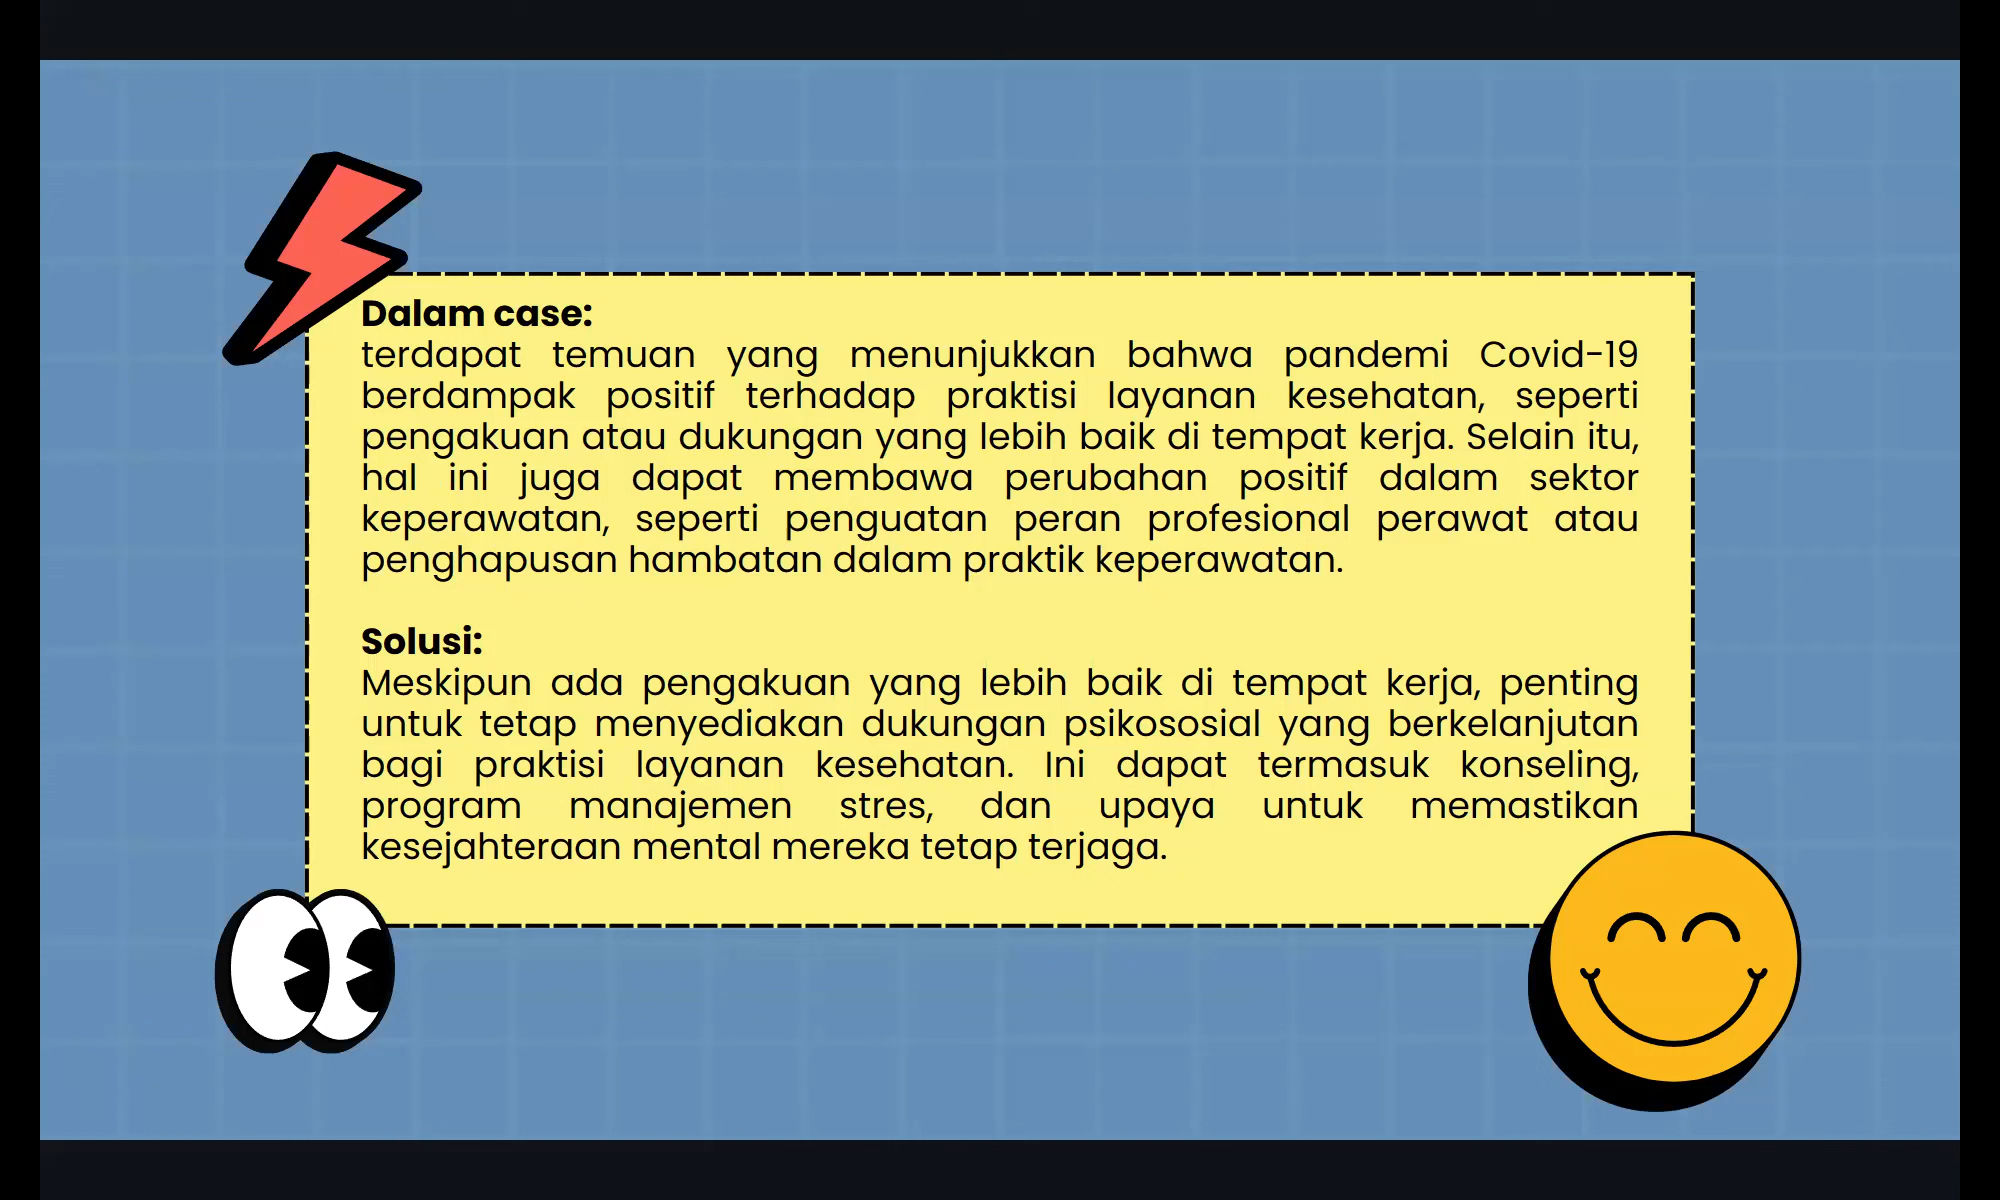 Dalam case:
terdapat temuan yang menunjukkan bahwa pandemi Covid-19
berdampak positif terhadap praktisi layanan kesehatan, seperti
pengakuan atau dukungan yang lebih baik di tempat kerja. Selain itu,
hal ini juga dapat membawa perubahan positif dalam sektor
keperawatan, seperti penguatan peran profesional perawat atau
penghapusan hambatan dalam praktik keperawatan.
Solusi:
Meskipun ada pengakuan yang lebih baik di tempat kerja, penting
untuk tetap menyediakan dukungan psikososial yang berkelanjutan
bagi praktisi layanan kesehatan. Ini dapat termasuk konseling,
program manajemen stres, dan upaya untuk memastikan
kesejahteraan mental mereka tetap terjaga.